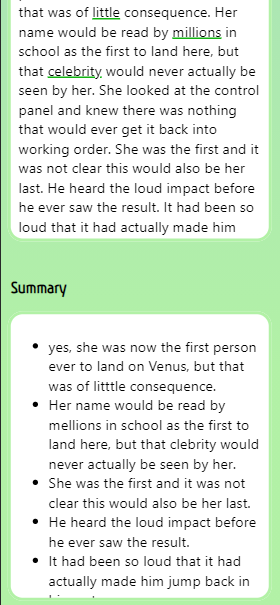 that was of little consequence. Her
name would be read by millions in
school as the first to land here, but
that celebrity would never actually be
seen by her. She looked at the control
panel and knew there was nothing
that would ever get it back into
working order. She was the first and it
was not clear this would also be her
last. He heard the loud impact before
he ever saw the result. It had been so
loud that it had actually made him
Summary
yes, she was now the first person
ever to land on Venus, but that
was of litttle consequence.
Her name would be read by
mellions in school as the first to
land here, but that clebrity would
never actually be seen by her.
She was the first and it was not
clear this would also be her last.
He heard the loud impact before
he ever saw the result.
It had been so loud that it had
actually made him jump back in